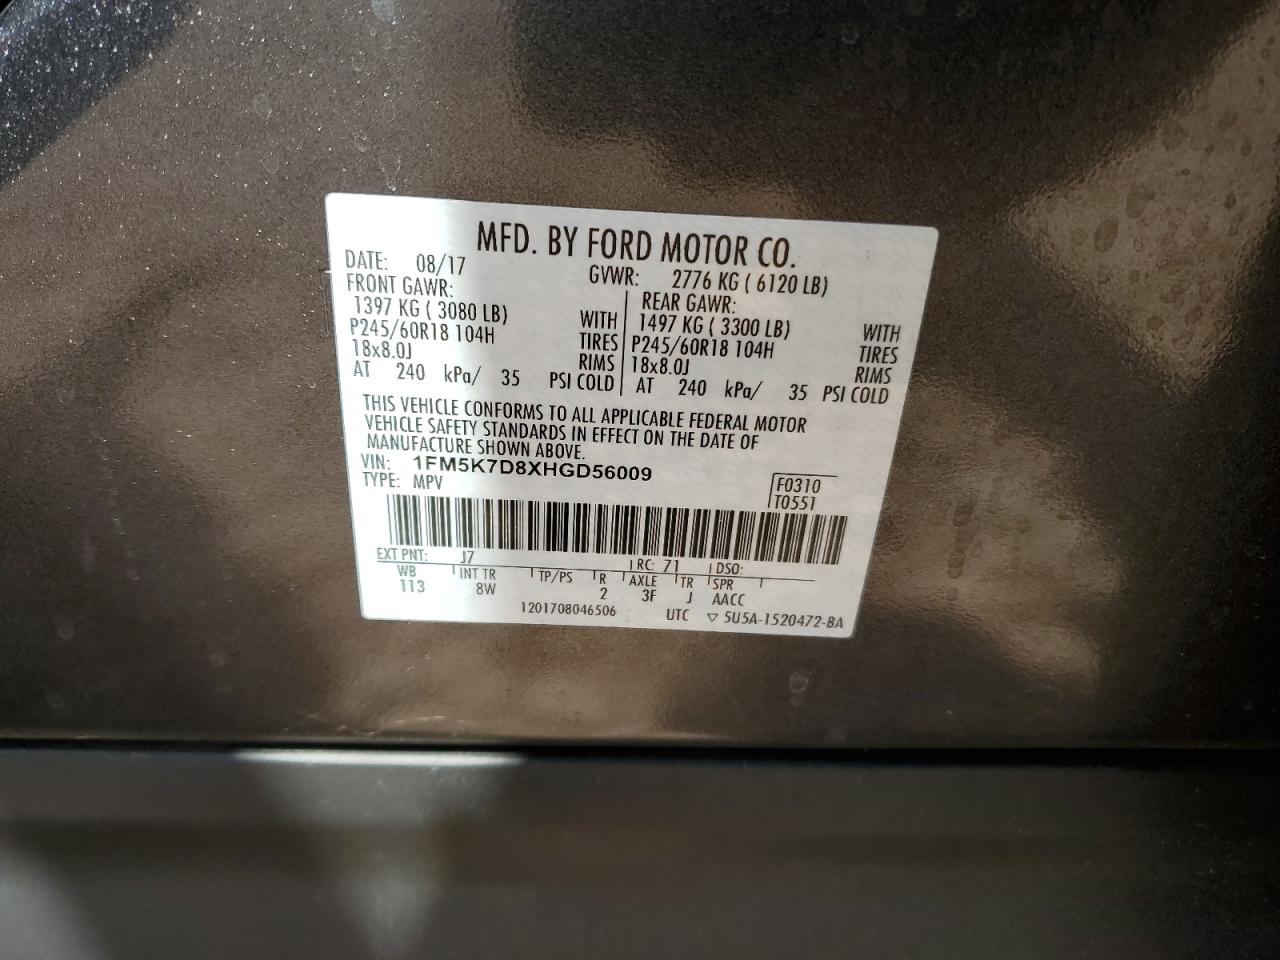 MFD. BY FORD MOTOR CO.
DATE: 08/17 GVWR: 2776 KG ( 6120 LB)
FRONT GAWR: REAR GAWR:
1397 KG ( 3080 LB) WITH 1497 KG ( 3300 LB) WITH
P245/60R18 104H TIRES P245/60R18 104H TIRES
18x8.0J RIMS 18x8.0J RIMS
AT 240 kPa/ 35 PSI COLD AT 240 kPa/ 35 PSI COLD
THIS VEHICLE CONFORMS TO ALL APPLICABLE FEDERAL MOTOR
VEHICLE SAFETY STANDARDS IN EFFECT ON THE DATE OF
MANUFACTURE SHOWN ABOVE.
VIN: 1FM5K7D8XHGD56009
TYPE: MPV
F0310
T0551
EXT PNT: J7 RC: 71 DSO:
WB INT TR TP/PS R AXLE TR SPR
113 8W 2 3F J AACC
1201708046506 UTC ▽ 5U5A-1520472-BA